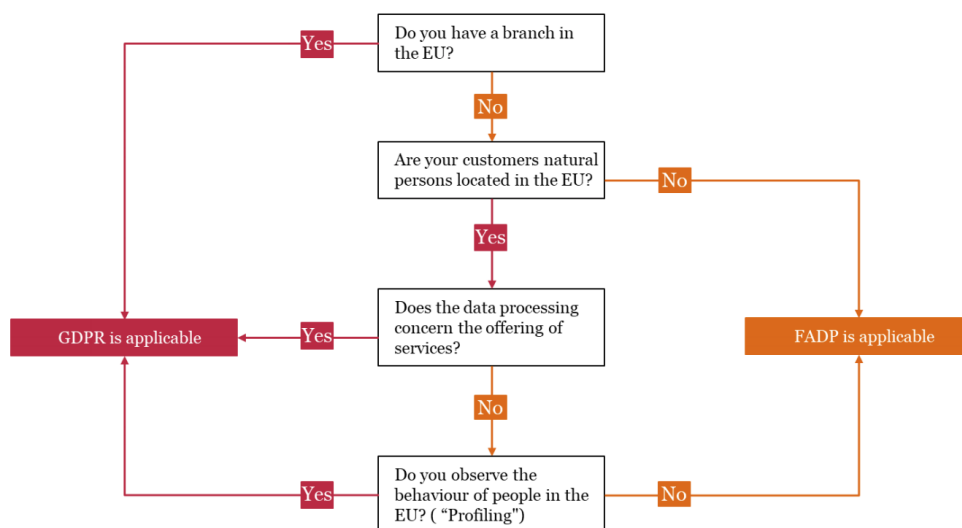 Do you have a branch in
the EU?
Yes
No
Are your customers natural
persons located in the EU?
No
Yes
Does the data processing
concern the offering of
services?
GDPR is applicable
Yes
FADP is applicable
No
Do you observe the
behaviour of people in the
EU? ( “Profiling")
Yes
No